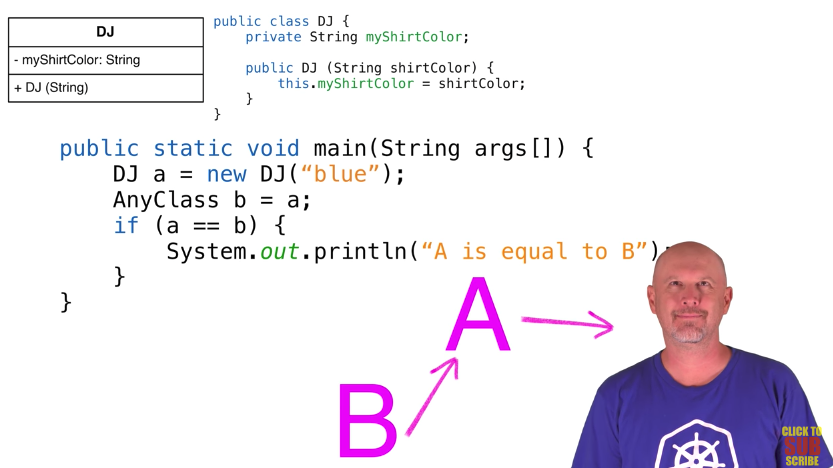 DJ
- myShirtColor: String
+ DJ (String)
public class DJ {
private String myShirtColor;
public DJ (String shirtColor) {
this.myShirtColor = shirtColor;
}
}
public static void main(String args[]) {
DJ a = new DJ(“blue”);
AnyClass b = a;
if (a == b) {
System.out.println(“A is equal to B”);
}
}
A
B
CLICK TO
SUB
SCRIBE